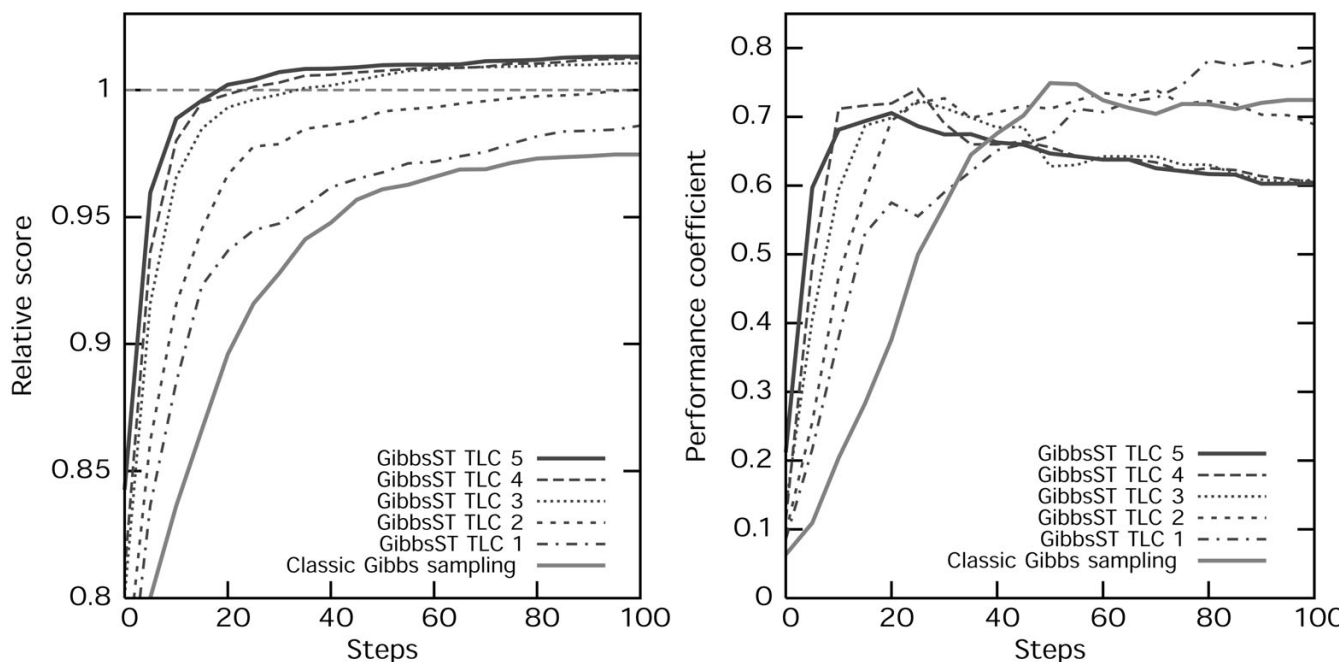 1
0.95
0.9
0.85
0.8
Relative score
0 20 40 60 80 100
Steps
GibbsST TLC 5
GibbsST TLC 4
GibbsST TLC 3
GibbsST TLC 2
GibbsST TLC 1
Classic Gibbs sampling
0.8
0.7
0.6
0.5
0.4
0.3
0.2
0.1
0
Performance coefficient
0 20 40 60 80 100
Steps
GibbsST TLC 5
GibbsST TLC 4
GibbsST TLC 3
GibbsST TLC 2
GibbsST TLC 1
Classic Gibbs sampling